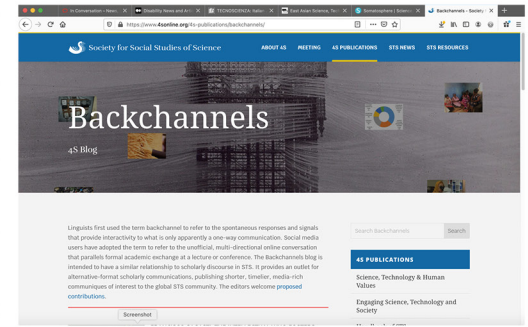 In Conversation – News
Disability News and Art
TECNOSCIENZA: Italian
East Asian Science, Tec
Somatosphere | Science
Backchannels – Society
https://www.4sonline.org/4s-publications/backchannels/
Society for Social Studies of Science
ABOUT 4S MEETING 4S PUBLICATIONS STS NEWS STS RESOURCES
Backchannels
4S Blog
Linguists first used the term backchannel to refer to the spontaneous responses and signals
that provide interactivity to what is only apparently a one-way communication. Social media
users have adopted the term to refer to the unofficial, multi-directional online conversation
that parallels formal academic exchange at a lecture or conference. The Backchannels blog is
intended to have a similar relationship to scholarly discourse in STS. It provides an outlet for
alternative-format scholarly communications, publishing shorter, timelier, media-rich
communiques of interest to the global STS community. The editors welcome proposed
contributions.
Screenshot
Search Backchannels
Search
4S PUBLICATIONS
Science, Technology & Human
Values
Engaging Science, Technology and
Society